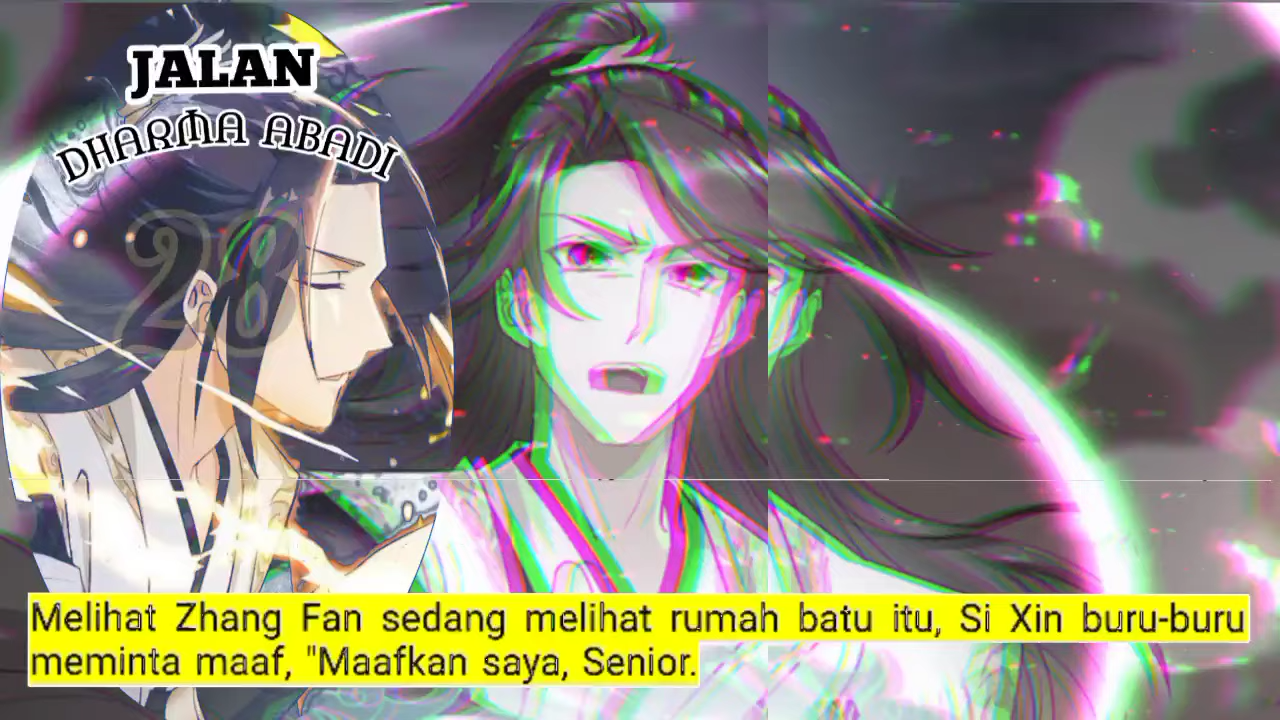 JALAN
DHARMA ABADI
28
Melihat Zhang Fan sedang melihat rumah batu itu, Si Xin buru-buru
meminta maaf, "Maafkan saya, Senior.